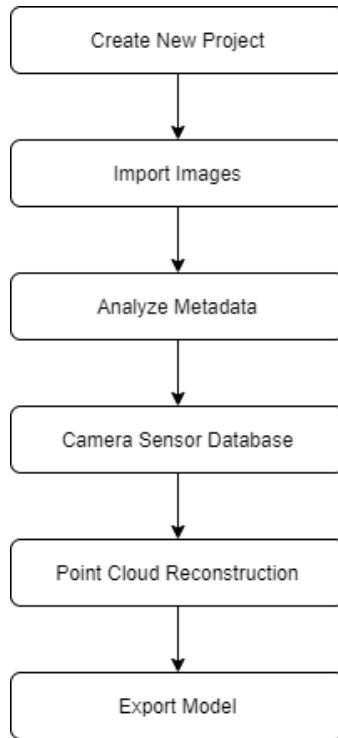 Create New Project
Import Images
Analyze Metadata
Camera Sensor Database
Point Cloud Reconstruction
Export Model